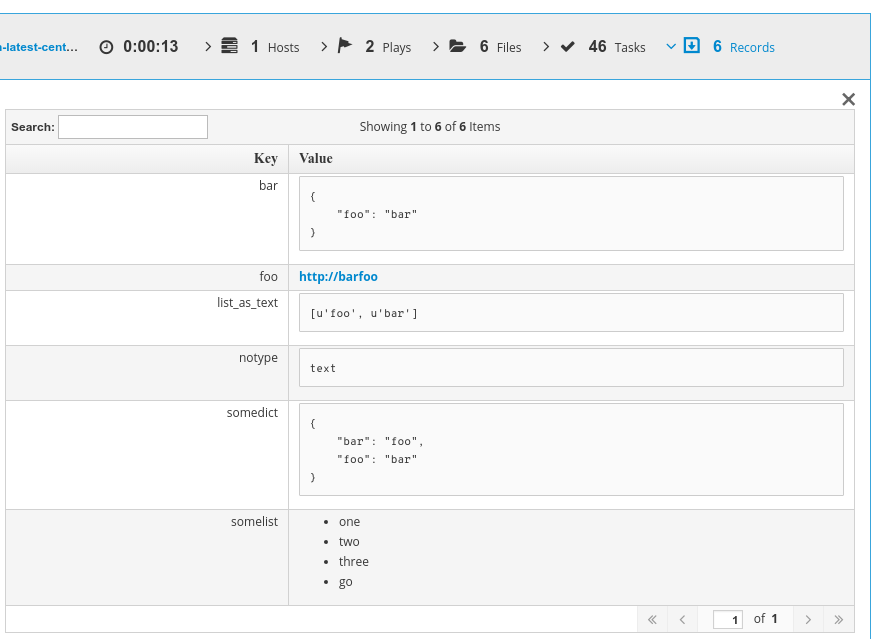 a-latest-cent... 0:00:13 1 Hosts 2 Plays 6 Files 46 Tasks 6 Records
Search: Showing 1 to 6 of 6 Items
Key Value
bar
{
"foo": "bar"
}
foo http://barfoo
list_as_text
[u'foo', u'bar']
notype
text
somedict
{
"bar": "foo",
"foo": "bar"
}
somelist • one
• two
• three
• go
« < 1 of 1 > »